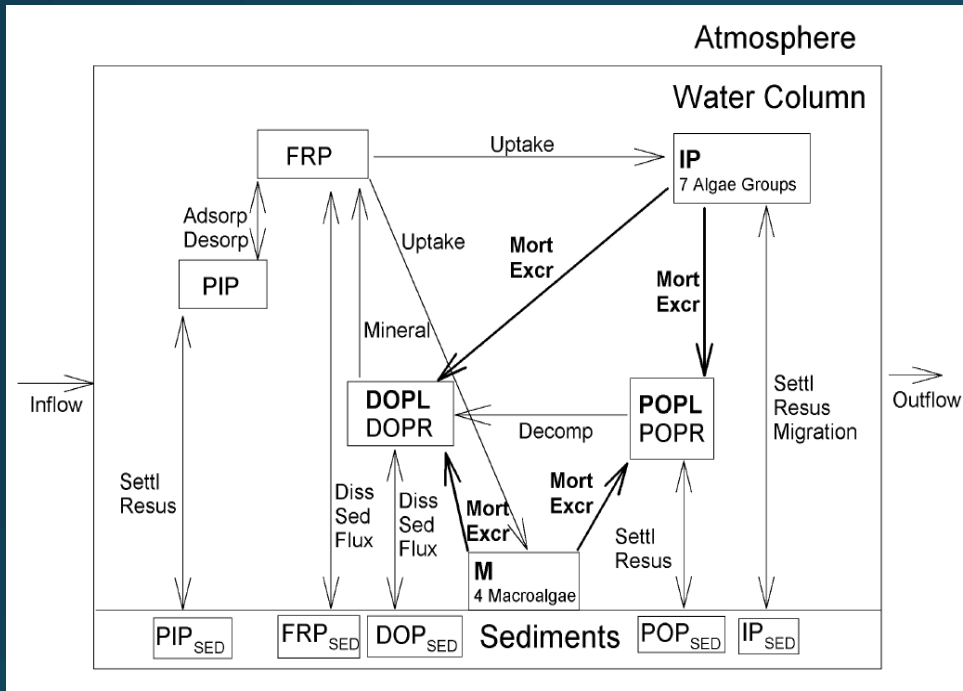 Atmosphere
Water Column
FRP
Uptake
IP
7 Algae Groups
Adsorp
Desorp
Uptake
Mort
Excr
PIP
Mort
Excr
Mineral
Inflow
DOPL
DOPR
Decomp
POPL
POPR
Settl
Resus
Migration
Outflow
Settl
Resus
Diss
Sed
Flux
Diss
Sed
Flux
Mort
Excr
Mort
Excr
Settl
Resus
M
4 Macroalgae
PIPSED
FRPSED
DOPSED
Sediments
POPSED
IPSED